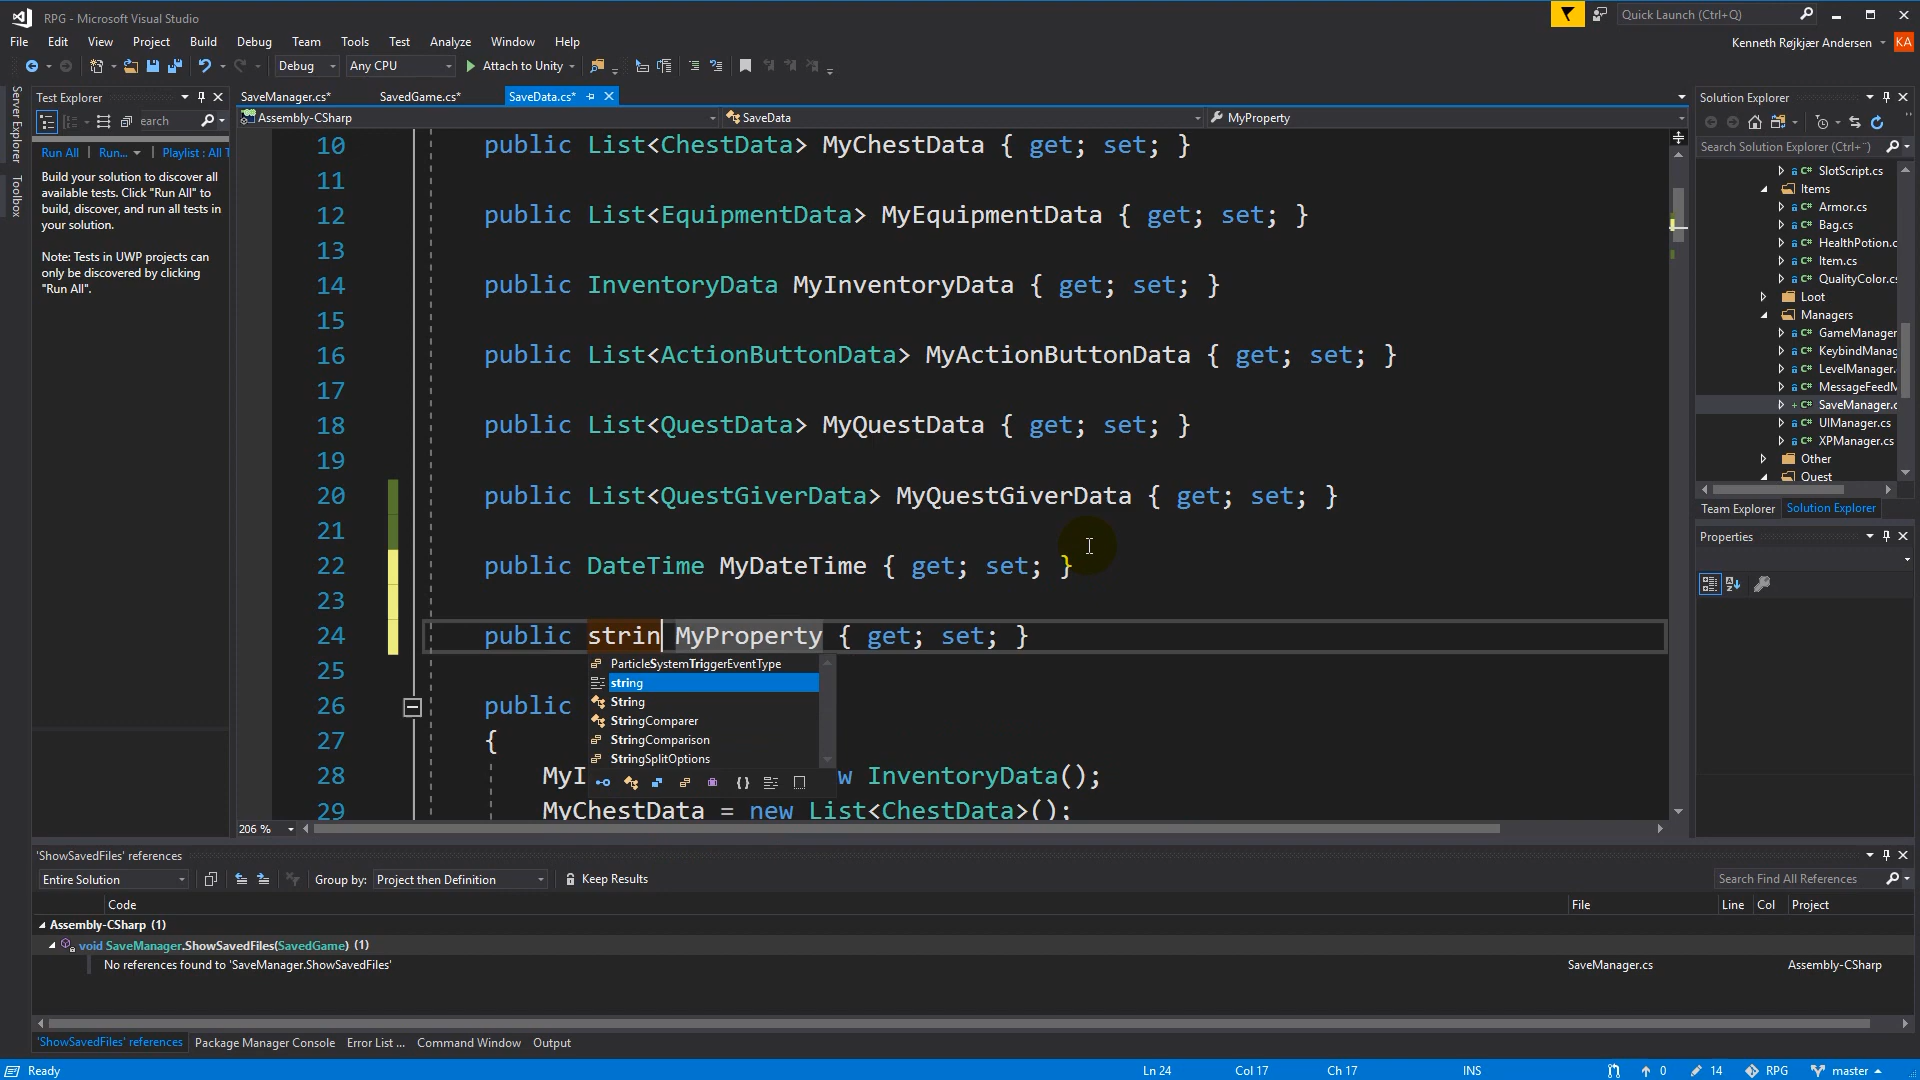 RPG - Microsoft Visual Studio
Quick Launch (Ctrl+Q)
File Edit View Project Build Debug Team Tools Test Analyze Window Help
Kenneth Røjkjær Andersen KA
Debug Any CPU Attach to Unity
Server Explorer
Toolbox
Test Explorer
earch
Run All Run... Playlist : All T
Build your solution to discover all
available tests. Click "Run All" to
build, discover, and run all tests in
your solution.
Note: Tests in UWP projects can
only be discovered by clicking
"Run All".
SaveManager.cs* SavedGame.cs* SaveData.cs*
Assembly-CSharp SaveData MyProperty
10 public List<ChestData> MyChestData { get; set; }
11
12 public List<EquipmentData> MyEquipmentData { get; set; }
13
14 public InventoryData MyInventoryData { get; set; }
15
16 public List<ActionButtonData> MyActionButtonData { get; set; }
17
18 public List<QuestData> MyQuestData { get; set; }
19
20 public List<QuestGiverData> MyQuestGiverData { get; set; }
21
22 public DateTime MyDateTime { get; set; }
23
24 public strin MyProperty { get; set; }
25
26 public
27 {
28 MyI w InventoryData();
29 MyChestData = new List<ChestData>();
ParticleSystemTriggerEventType
string
String
StringComparer
StringComparison
StringSplitOptions
206 %
Solution Explorer
Search Solution Explorer (Ctrl+¨)
SlotScript.cs
Items
Armor.cs
Bag.cs
HealthPotion.c
Item.cs
QualityColor.cs
Loot
Managers
GameManager
KeybindManag
LevelManager.
MessageFeedM
SaveManager.c
UIManager.cs
XPManager.cs
Other
Quest
Team Explorer Solution Explorer
Properties
'ShowSavedFiles' references
Entire Solution Group by: Project then Definition Keep Results Search Find All References
Code File Line Col Project
Assembly-CSharp (1)
void SaveManager.ShowSavedFiles(SavedGame) (1)
No references found to 'SaveManager.ShowSavedFiles' SaveManager.cs Assembly-CSharp
'ShowSavedFiles' references Package Manager Console Error List ... Command Window Output
Ready Ln 24 Col 17 Ch 17 INS 0 14 RPG master